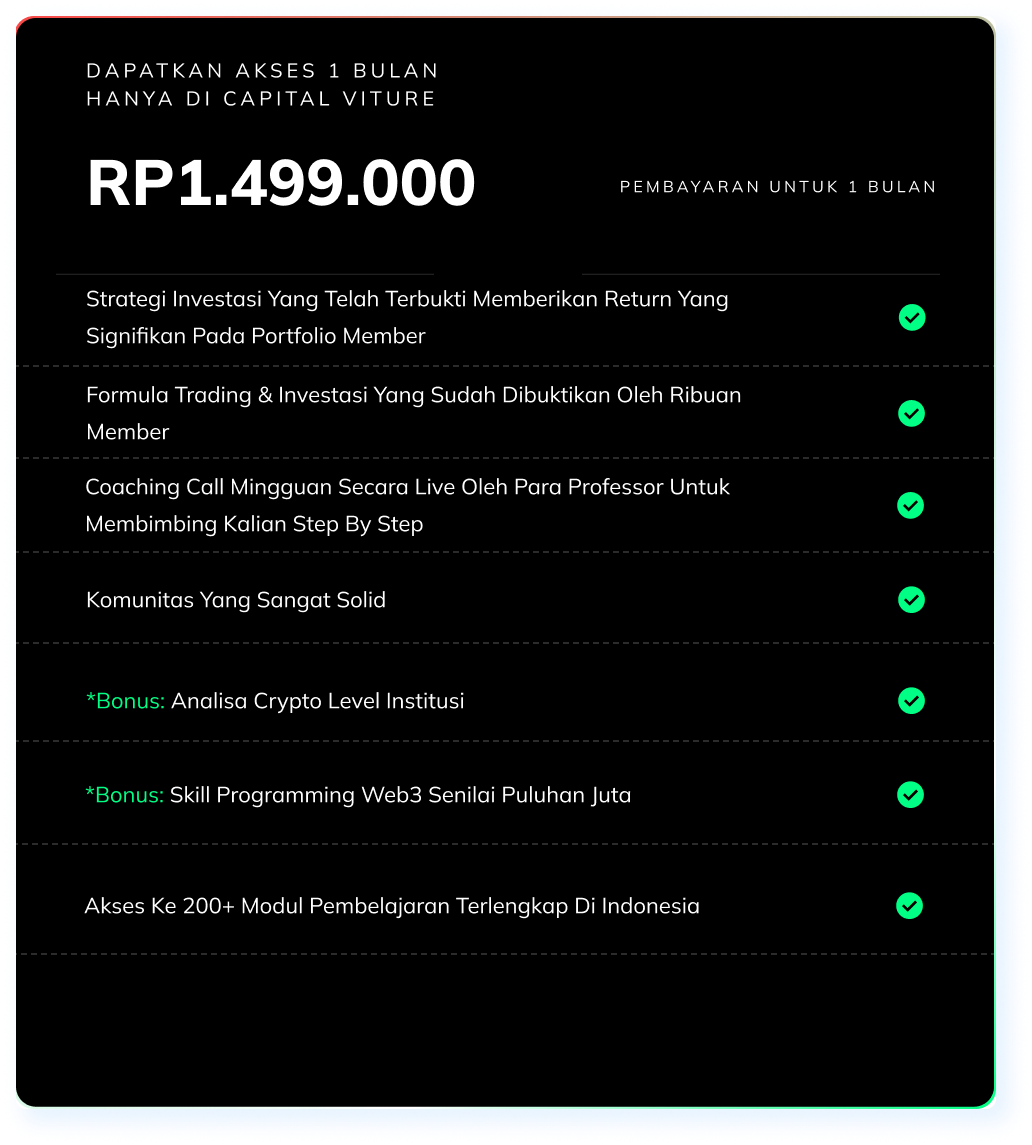 DAPATKAN AKSES 1 BULAN
HANYA DI CAPITAL VITURE
RP1.499.000
PEMBAYARAN UNTUK 1 BULAN
Strategi Investasi Yang Telah Terbukti Memberikan Return Yang
Signifikan Pada Portfolio Member
Formula Trading & Investasi Yang Sudah Dibuktikan Oleh Ribuan
Member
Coaching Call Mingguan Secara Live Oleh Para Professor Untuk
Membimbing Kalian Step By Step
Komunitas Yang Sangat Solid
*Bonus: Analisa Crypto Level Institusi
*Bonus: Skill Programming Web3 Senilai Puluhan Juta
Akses Ke 200+ Modul Pembelajaran Terlengkap Di Indonesia